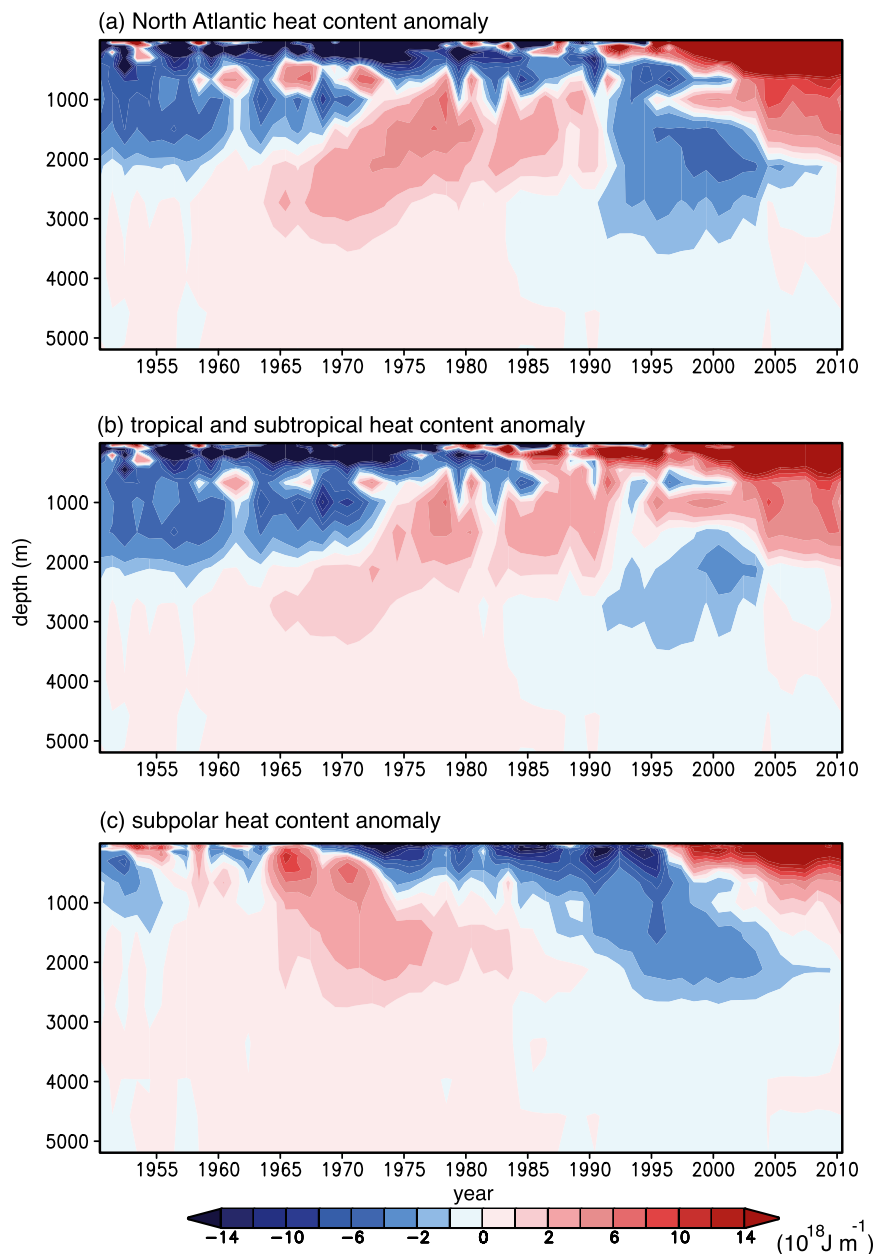 (a) North Atlantic heat content anomaly
1000
2000
3000
4000
5000
1955 1960 1965 1970 1975 1980 1985 1990 1995 2000 2005 2010
(b) tropical and subtropical heat content anomaly
1000
2000
3000
4000
5000
depth (m)
1955 1960 1965 1970 1975 1980 1985 1990 1995 2000 2005 2010
(c) subpolar heat content anomaly
1000
2000
3000
4000
5000
1955 1960 1965 1970 1975 1980 1985 1990 1995 2000 2005 2010
year
−14 −10 −6 −2 0 2 6 10 14 (10^18 J m^-1)